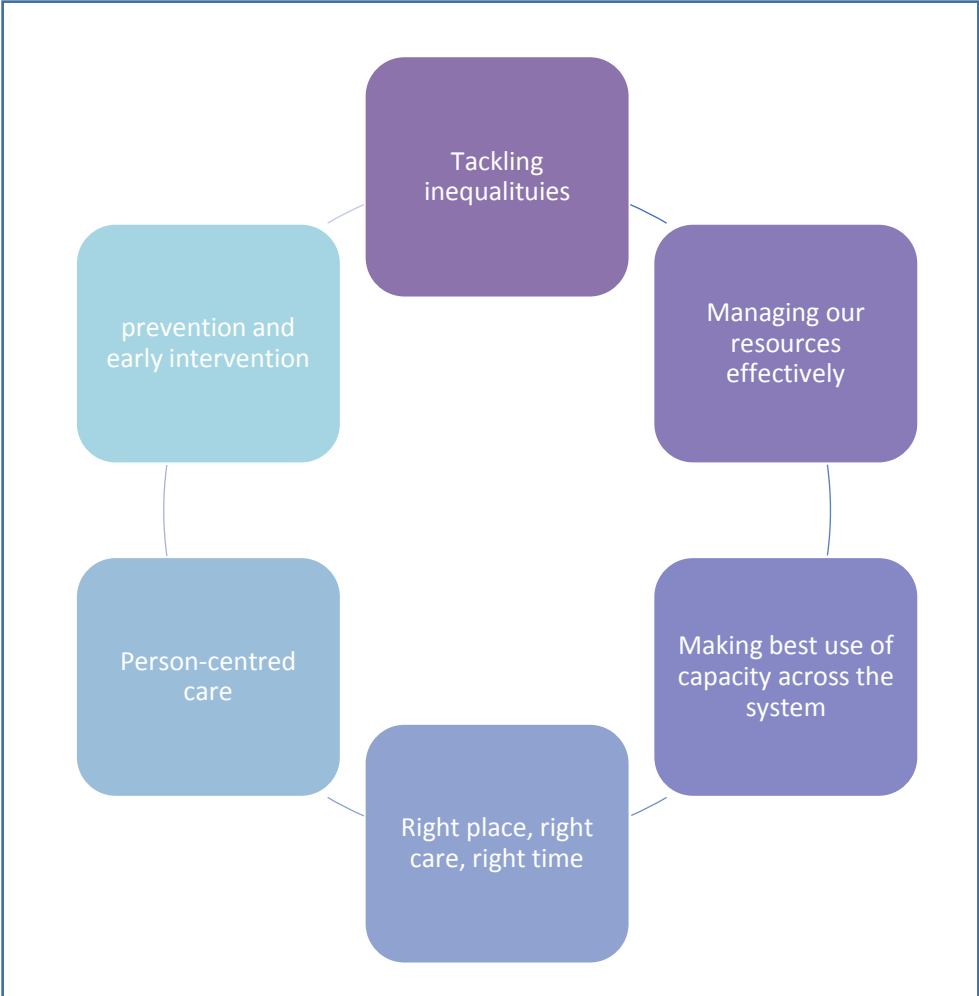 Tackling
inequalituies
Managing our
resources
effectively
Making best use of
capacity across the
system
Right place, right
care, right time
Person-centred
care
prevention and
early intervention